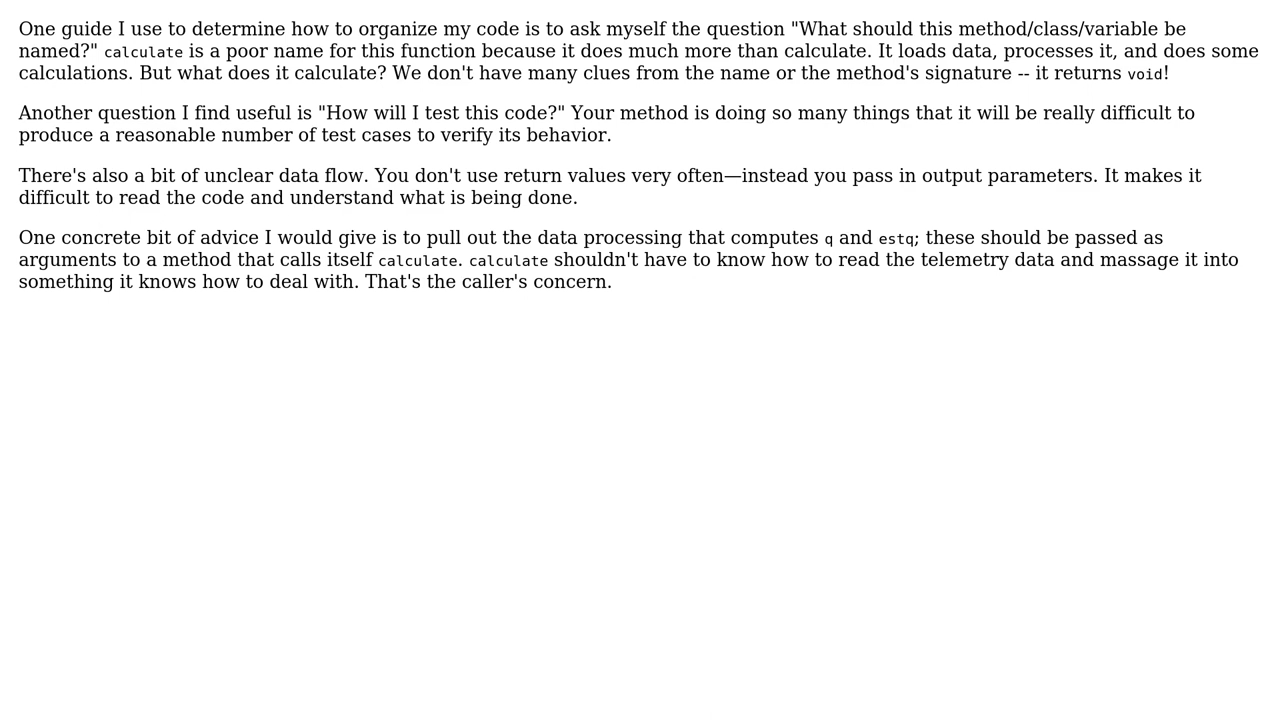 One guide I use to determine how to organize my code is to ask myself the question "What should this method/class/variable be
named?" calculate is a poor name for this function because it does much more than calculate. It loads data, processes it, and does some
calculations. But what does it calculate? We don't have many clues from the name or the method's signature -- it returns void!
Another question I find useful is "How will I test this code?" Your method is doing so many things that it will be really difficult to
produce a reasonable number of test cases to verify its behavior.
There's also a bit of unclear data flow. You don't use return values very often—instead you pass in output parameters. It makes it
difficult to read the code and understand what is being done.
One concrete bit of advice I would give is to pull out the data processing that computes q and estq; these should be passed as
arguments to a method that calls itself calculate. calculate shouldn't have to know how to read the telemetry data and massage it into
something it knows how to deal with. That's the caller's concern.